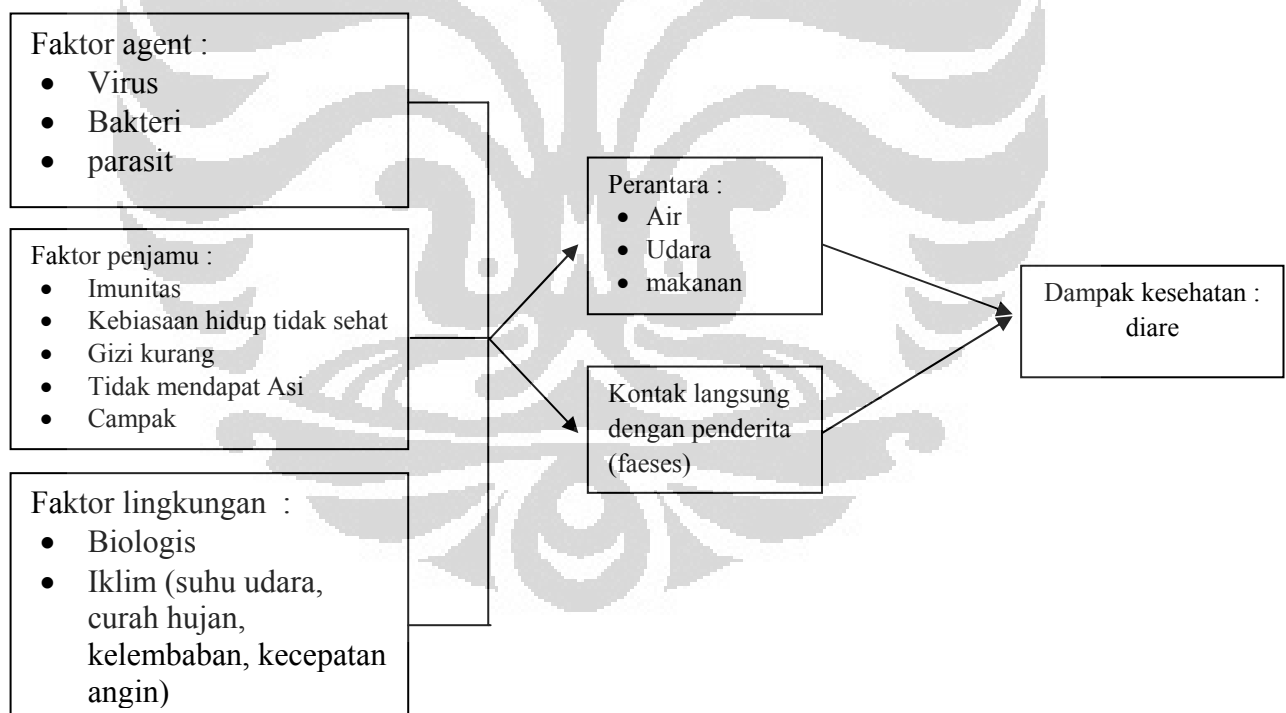 Faktor agent :
• Virus
• Bakteri
• parasit
Faktor penjamu :
• Imunitas
• Kebiasaan hidup tidak sehat
• Gizi kurang
• Tidak mendapat Asi
• Campak
Faktor lingkungan :
• Biologis
• Iklim (suhu udara,
curah hujan,
kelembaban, kecepatan
angin)
Perantara :
• Air
• Udara
• makanan
Kontak langsung
dengan penderita
(faeses)
Dampak kesehatan :
diare